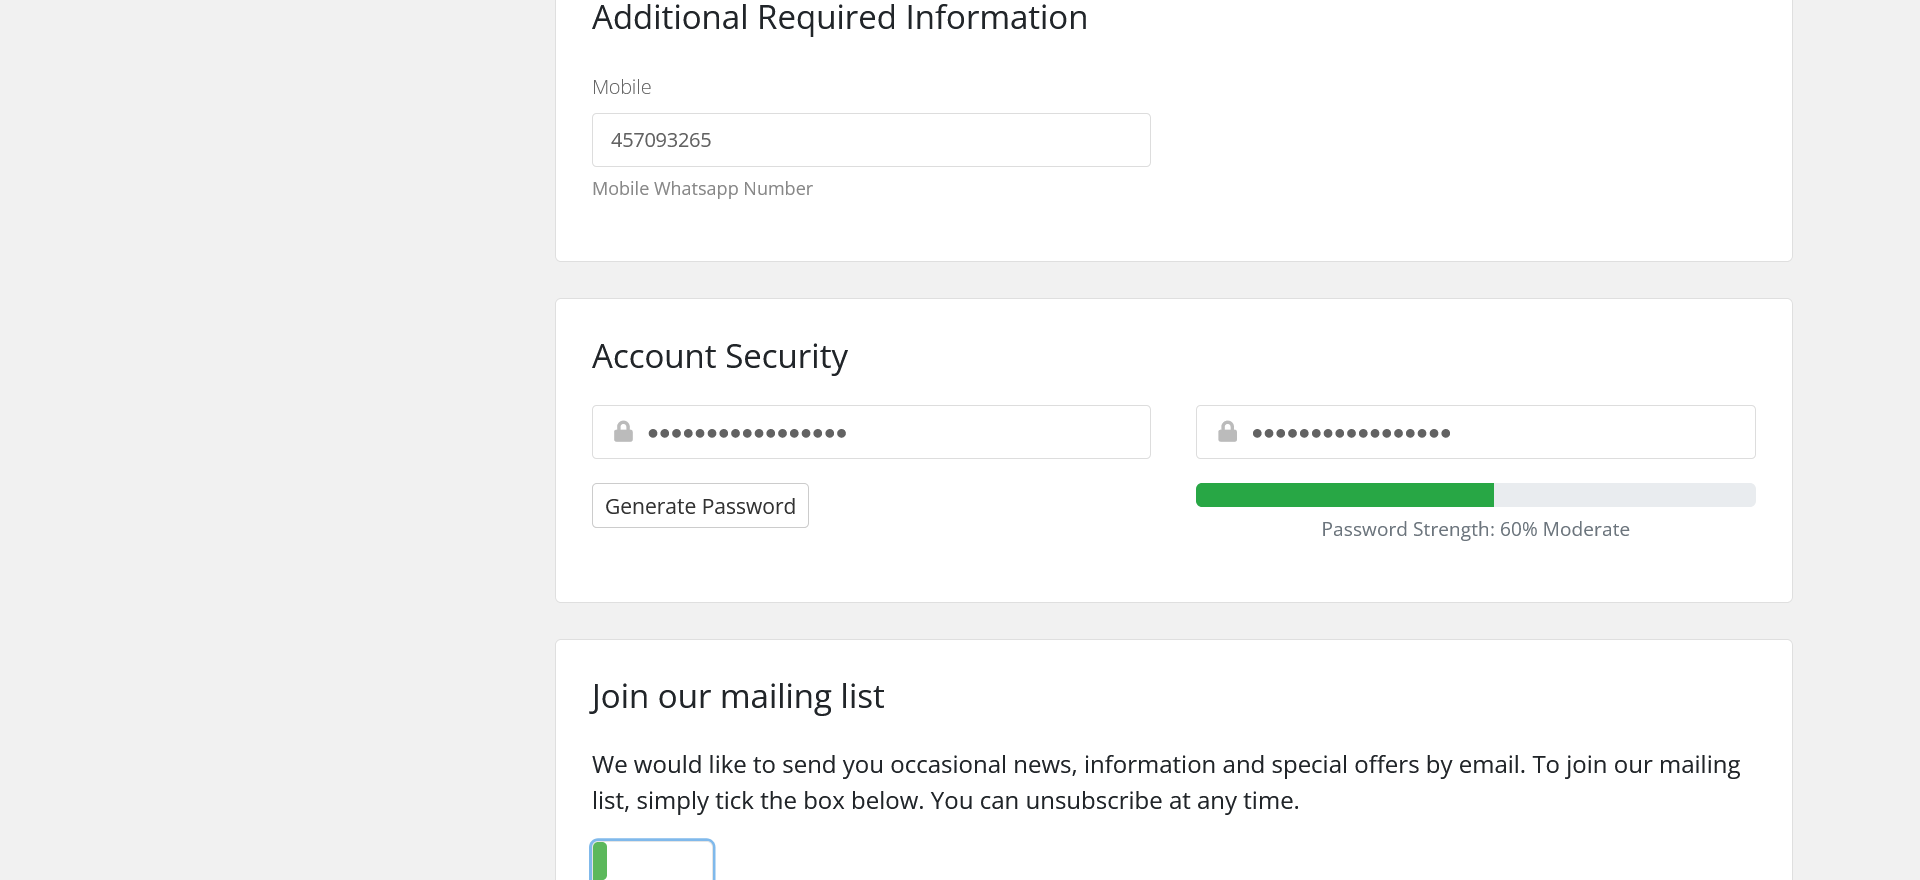 Additional Required Information
Mobile
457093265
Mobile Whatsapp Number
Account Security
•••••••••••••••••
•••••••••••••••••
Generate Password
Password Strength: 60% Moderate
Join our mailing list
We would like to send you occasional news, information and special offers by email. To join our mailing
list, simply tick the box below. You can unsubscribe at any time.